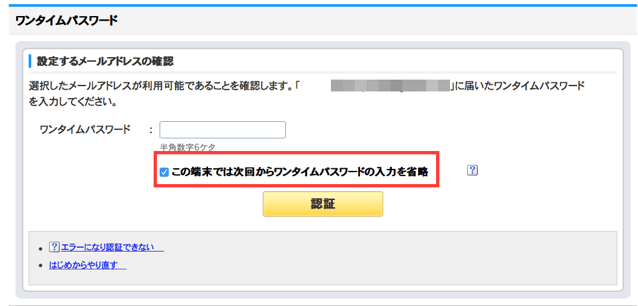 ワンタイムパスワード
設定するメールアドレスの確認
選択したメールアドレスが利用可能であることを確認します。「 」に届いたワンタイムパスワード
を入力してください。
ワンタイムパスワード :
半角数字6ケタ
この端末では次回からワンタイムパスワードの入力を省略 ?
認証
? エラーになり認証できない
はじめからやり直す